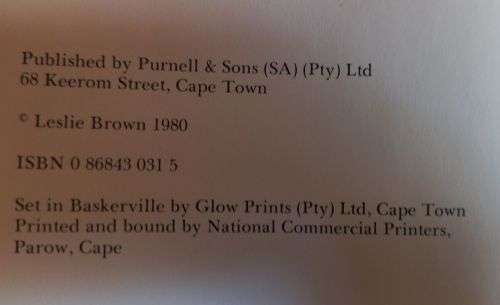 Published by Purnell & Sons (SA) (Pty) Ltd
68 Keerom Street, Cape Town
© Leslie Brown 1980
ISBN 0 86843 031 5
Set in Baskerville by Glow Prints (Pty) Ltd, Cape Town
Printed and bound by National Commercial Printers,
Parow, Cape